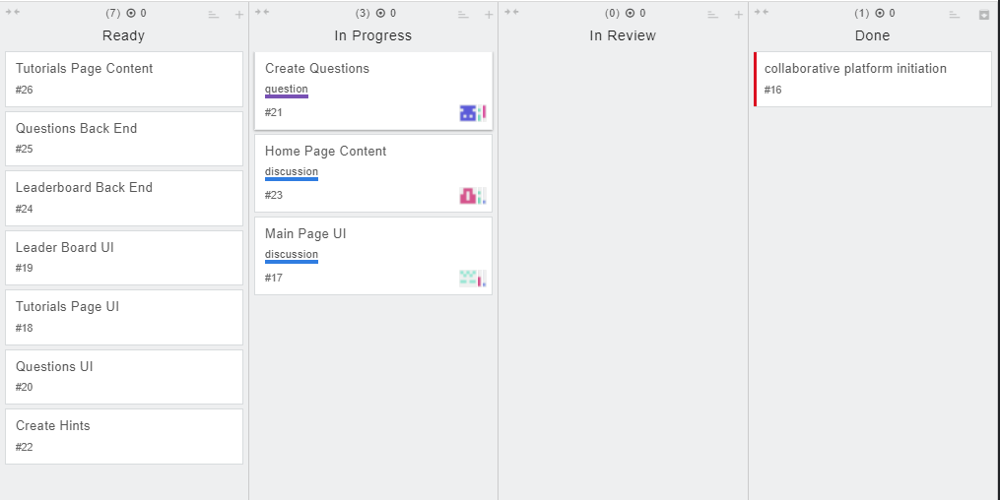 (7) 0
Ready
Tutorials Page Content
#26
Questions Back End
#25
Leaderboard Back End
#24
Leader Board UI
#19
Tutorials Page UI
#18
Questions UI
#20
Create Hints
#22
(3) 0
In Progress
Create Questions
question
#21
Home Page Content
discussion
#23
Main Page UI
discussion
#17
(0) 0
In Review
(1) 0
Done
collaborative platform initiation
#16